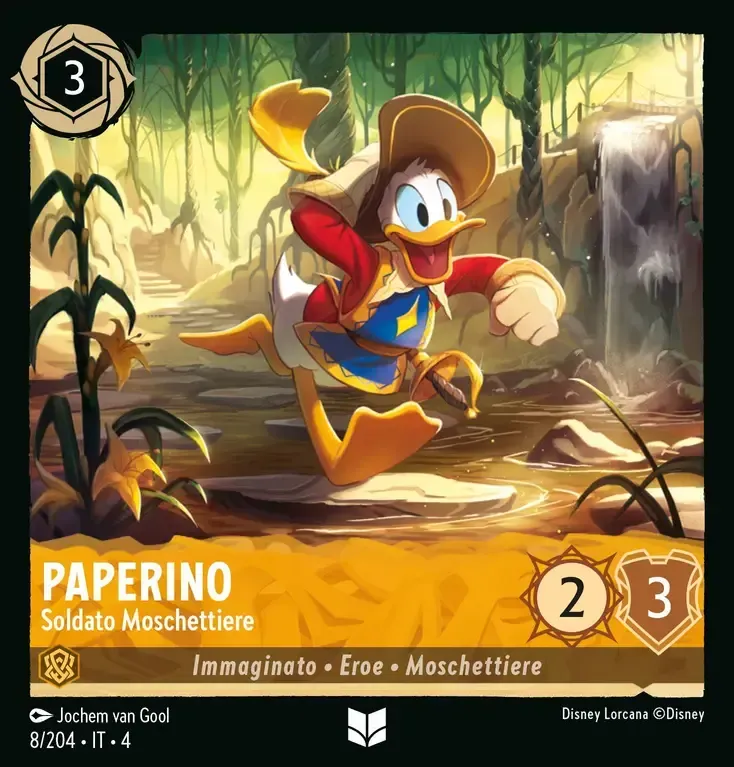 3
PAPERINO
Soldato Moschettiere
2
3
Immaginato • Eroe • Moschettiere
Jochem van Gool
Disney Lorcana ©Disney
8/204 • IT • 4